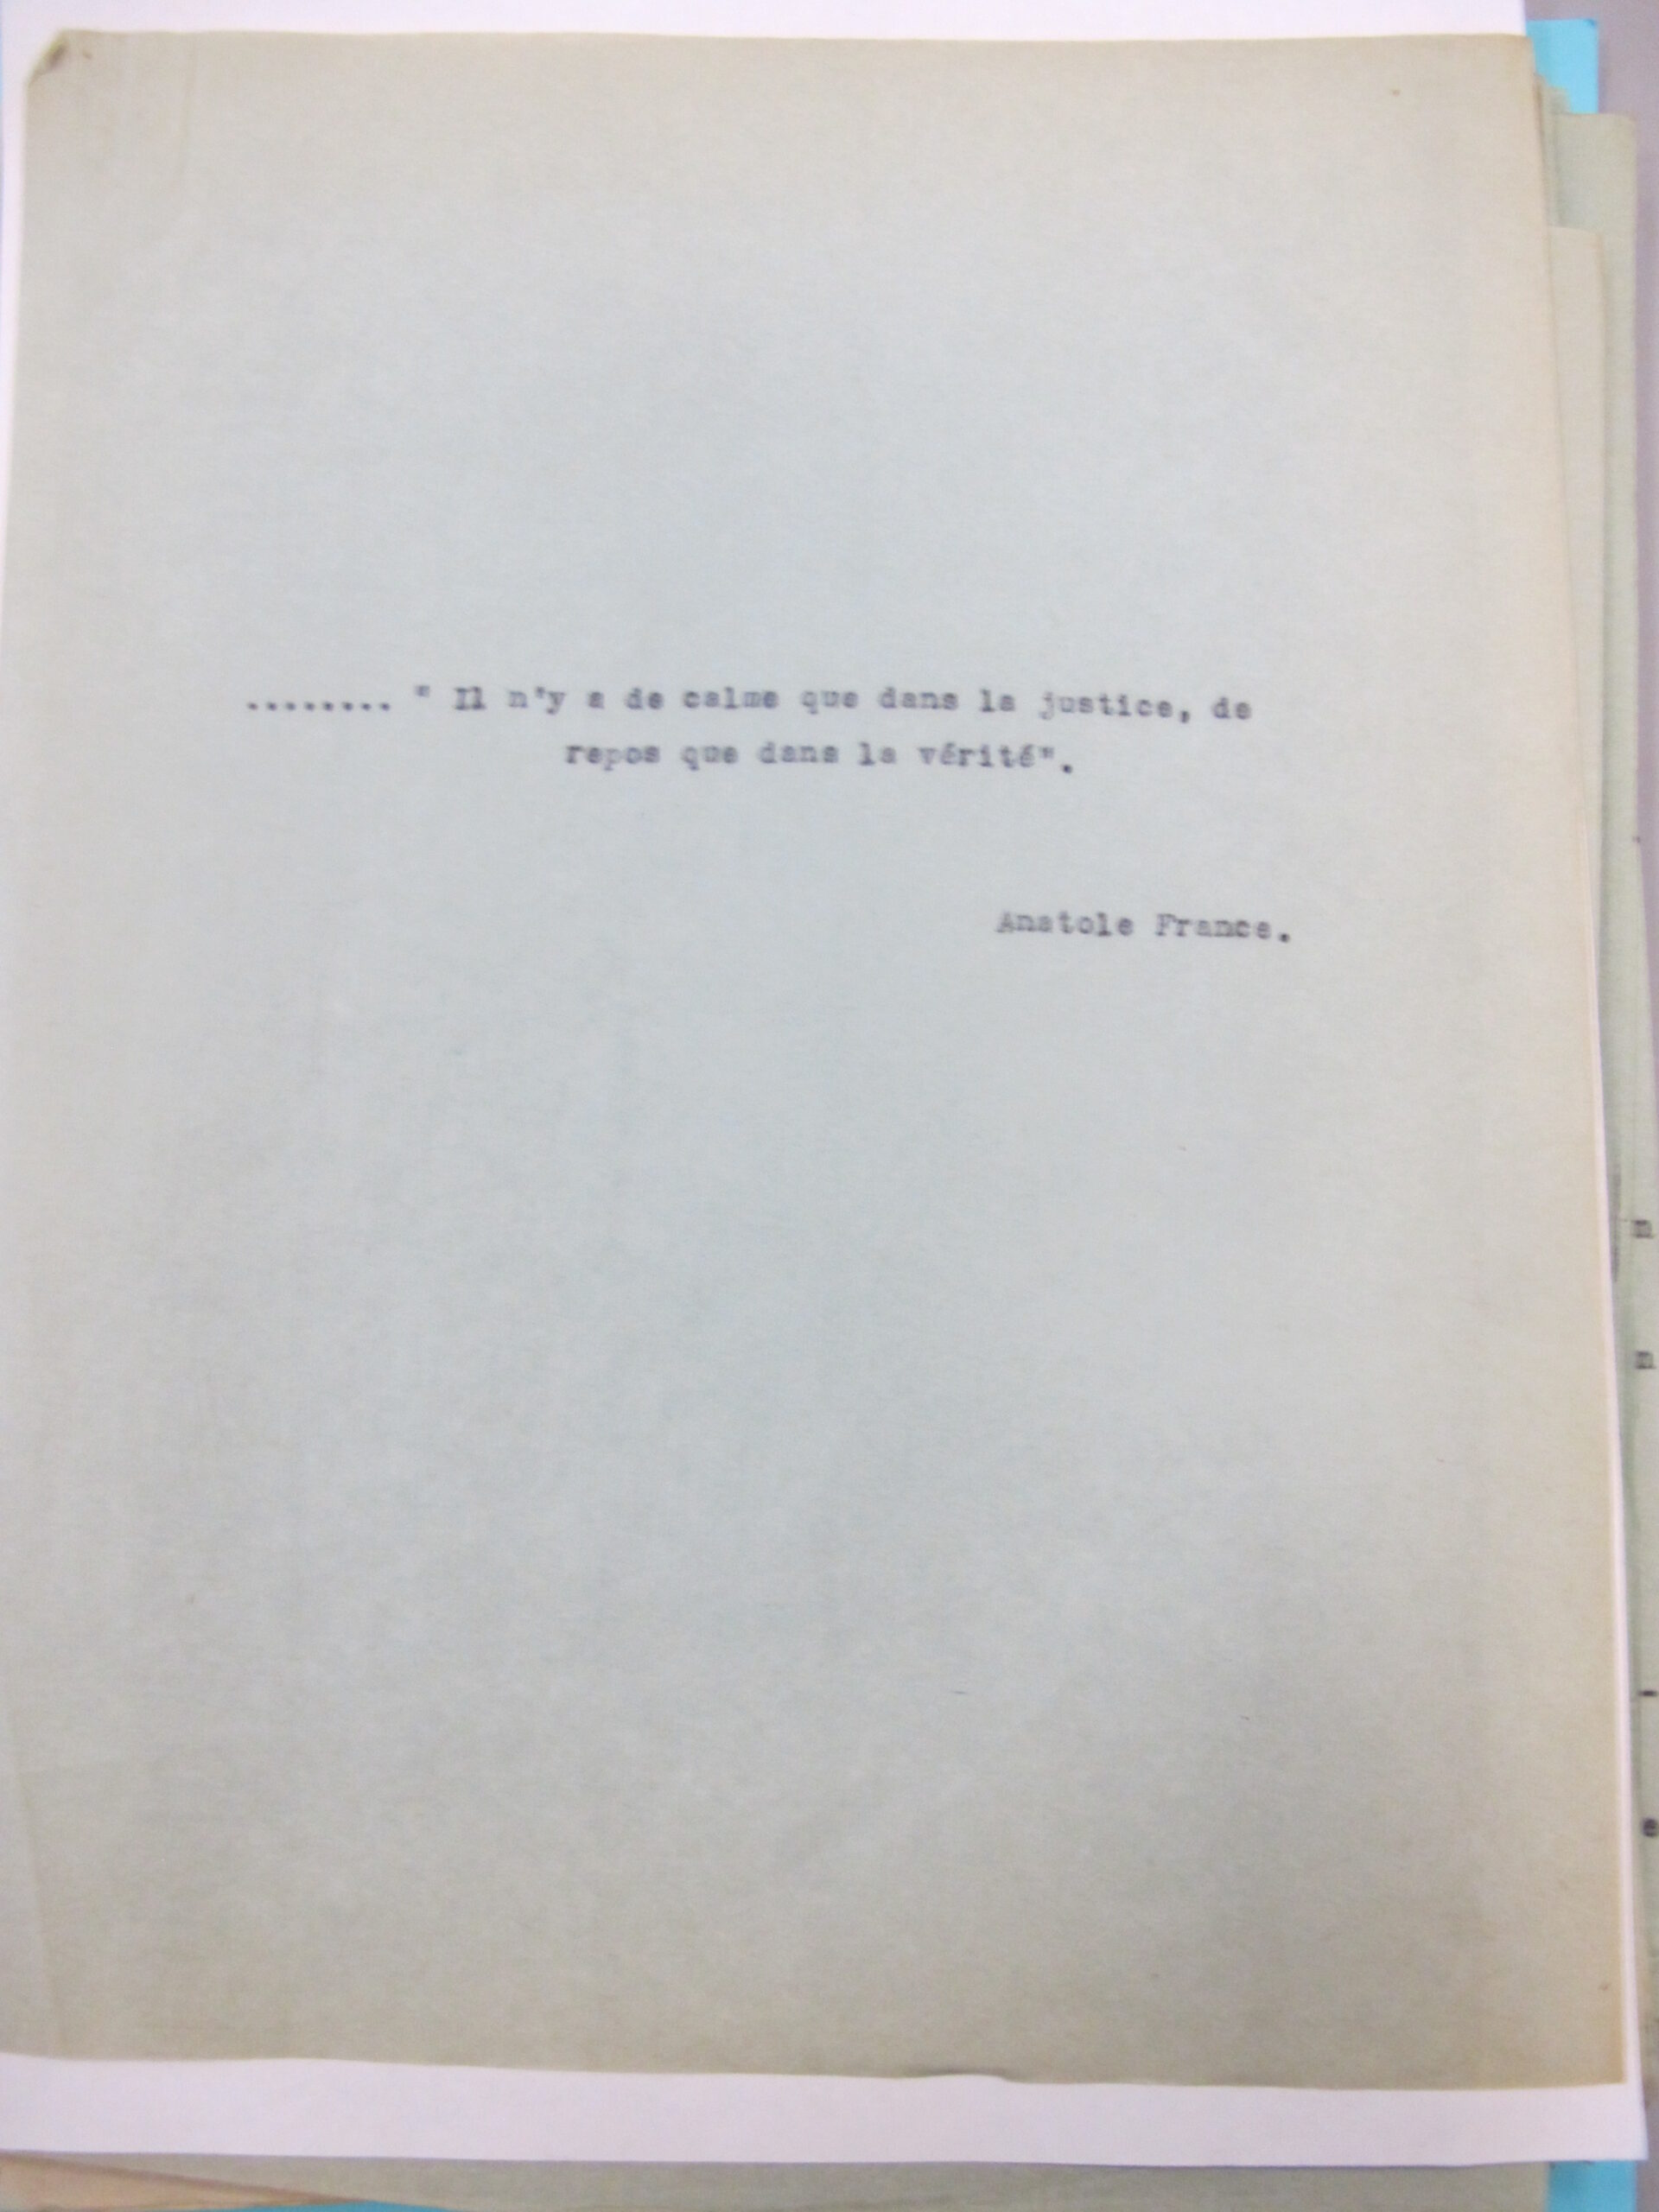 ........ " Il n'y a de calme que dans la justice, de
repos que dans la vérité".
Anatole France.
n
n
e